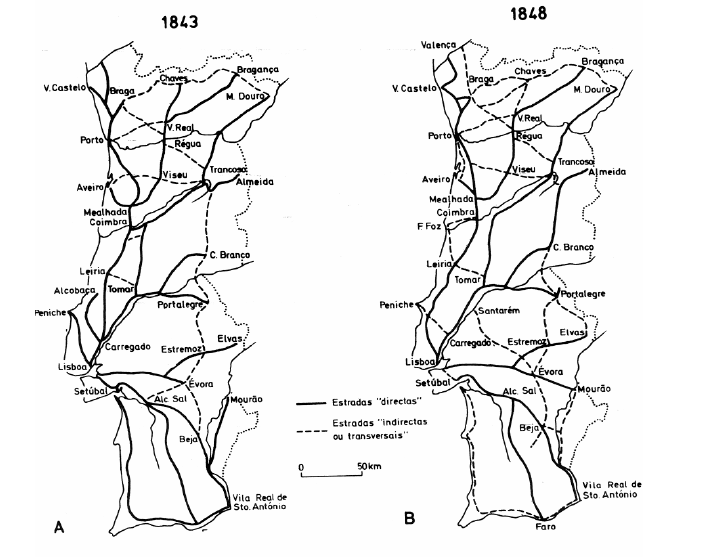 1843
1848
V. Castelo
Braga
Chaves
Bragança
M. Douro
Porto
V. Real
Régua
Aveiro
Viseu
Trancoso
Almeida
Mealhada
Coimbra
Leiria
C. Branco
Alcobaça
Tomar
Peniche
Portalegre
Carregado
Estremoz
Elvas
Lisboa
Setúbal
Évora
Alc. Sal
Mourão
Beja
Vila Real de
Sto. António
A
Estradas "directas"
Estradas "indirectas
ou transversais"
0 50km
Valença
V. Castelo
Braga
Chaves
Bragança
M. Douro
Porto
V. Real
Régua
Aveiro
Viseu
Trancoso
Almeida
Mealhada
Coimbra
F. Foz
Leiria
C. Branco
Tomar
Peniche
Santarém
Portalegre
Carregado
Estremoz
Elvas
Lisboa
Setúbal
Évora
Alc. Sal
Mourão
Beja
Vila Real de
Sto. António
Faro
B